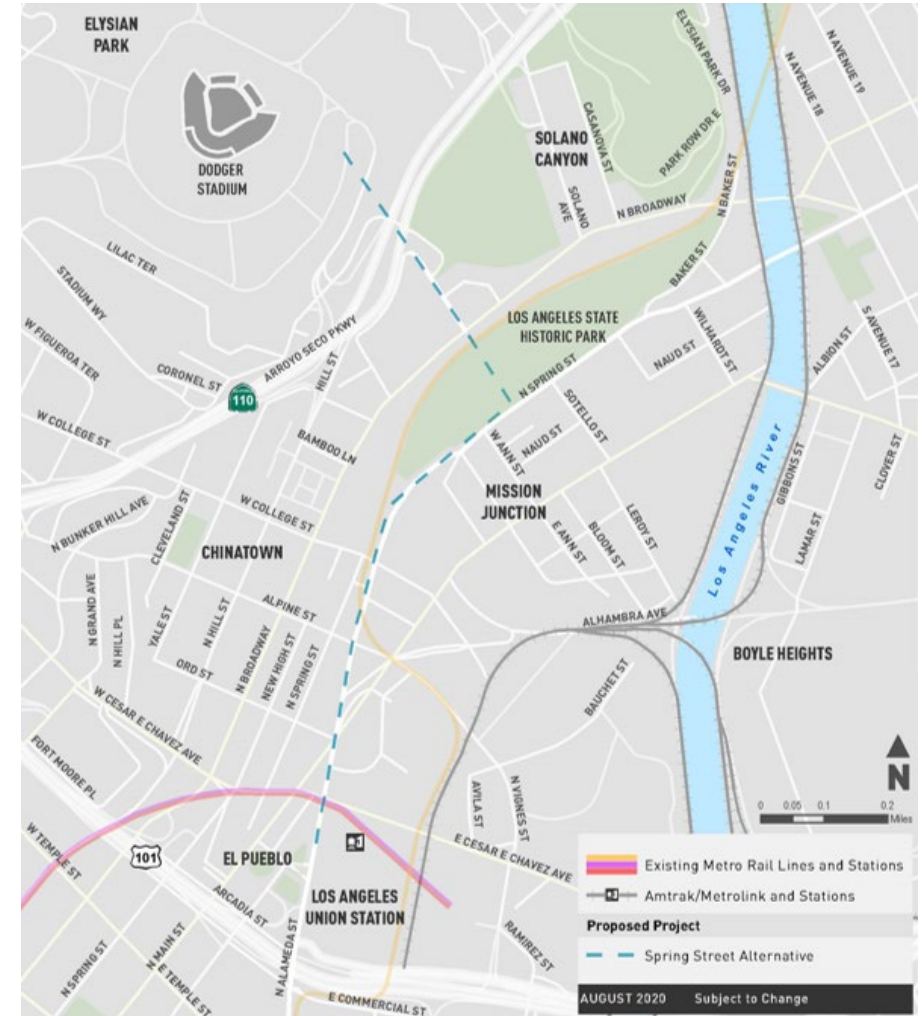 ELYSIAN
PARK
DODGER
STADIUM
ELYSIAN PARK DR
N AVENUE 19
N AVENUE 18
CASANOVA ST
SOLANO
CANYON
PARK ROW DR E
SOLANO
AVE
N BROADWAY
N BAKER ST
BAKER ST
LILAC TER
STADIUM WY
W FIGUEROA TER
ARROYO SECO PKWY
HILL ST
LOS ANGELES STATE
HISTORIC PARK
WILHARDT ST
NAUD ST
ALBION ST
S AVENUE 17
CORONEL ST
110
N SPRING ST
SOTELLO ST
W COLLEGE ST
BAMBOO LN
W ANN ST
NAUD ST
MISSION
JUNCTION
Los Angeles River
GIBBONS ST
CLOVER ST
LAMAR ST
N BUNKER HILL AVE
CLEVELAND ST
W COLLEGE ST
CHINATOWN
E ANN ST
BLOOM ST
LEROY ST
N GRAND AVE
N HILL PL
YALE ST
N HILL ST
ALPINE ST
ORD ST
N BROADWAY
NEW HIGH ST
N SPRING ST
ALHAMBRA AVE
BOYLE HEIGHTS
BAUCHET ST
W CESAR E CHAVEZ AVE
FORT MOORE PL
N
AVILA ST
N VIGNES ST
0 0.05 0.1 0.2
Miles
W TEMPLE ST
101
EL PUEBLO
E CESAR E CHAVEZ AVE
ARCADIA ST
LOS ANGELES
UNION STATION
RAMIREZ ST
N SPRING ST
N MAIN ST
E TEMPLE ST
N ALAMEDA ST
E COMMERCIAL ST
Existing Metro Rail Lines and Stations
Amtrak/Metrolink and Stations
Proposed Project
Spring Street Alternative
AUGUST 2020 Subject to Change